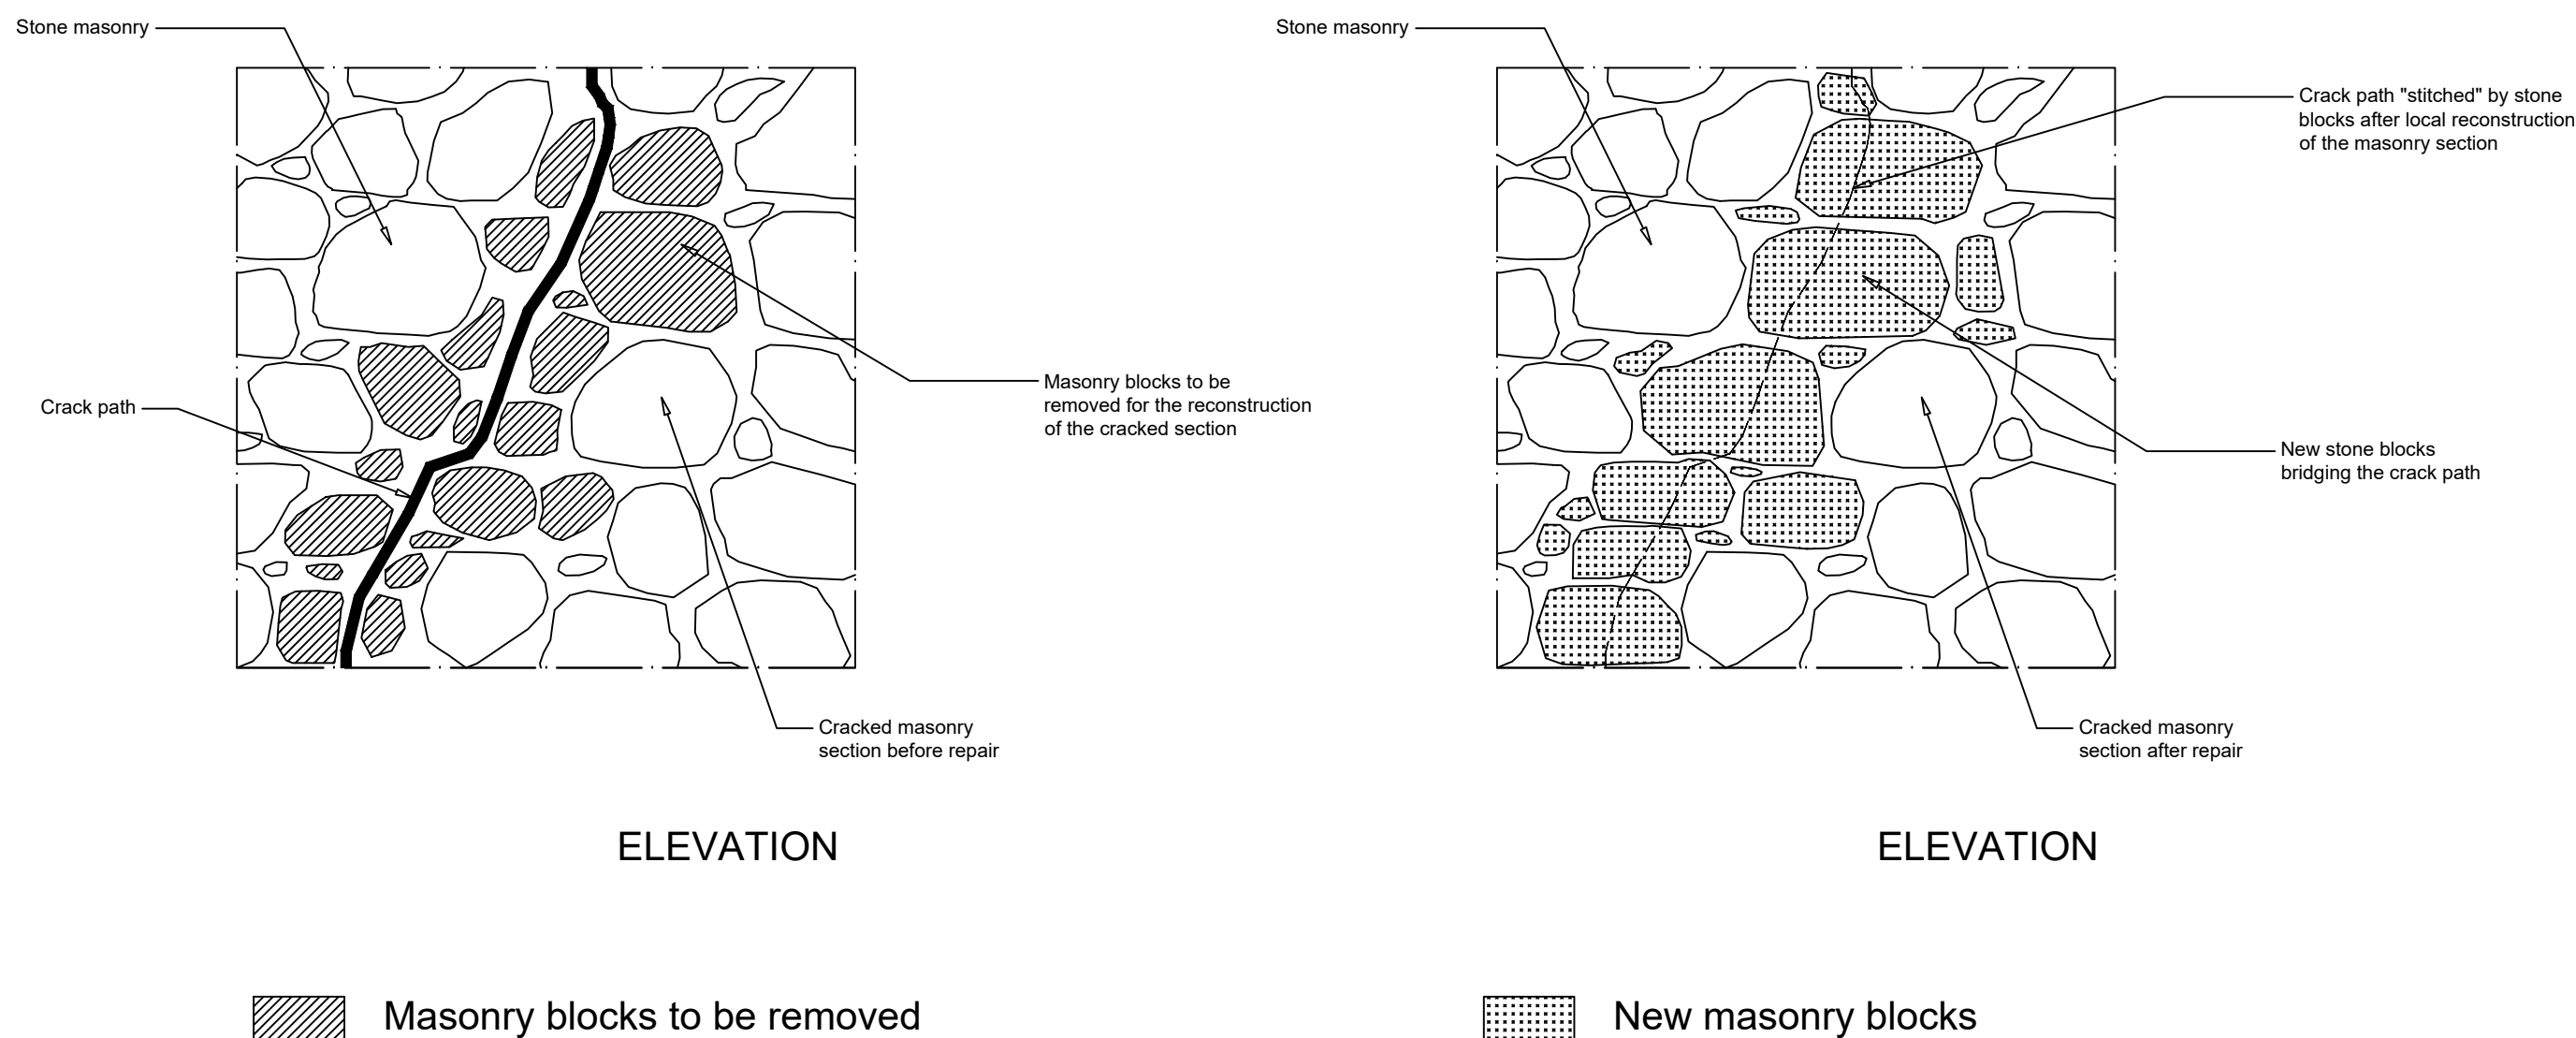 Stone masonry
Crack path
Masonry blocks to be
removed for the reconstruction
of the cracked section
Cracked masonry
section before repair
ELEVATION
Masonry blocks to be removed
Stone masonry
Crack path "stitched" by stone
blocks after local reconstruction
of the masonry section
New stone blocks
bridging the crack path
Cracked masonry
section after repair
ELEVATION
New masonry blocks